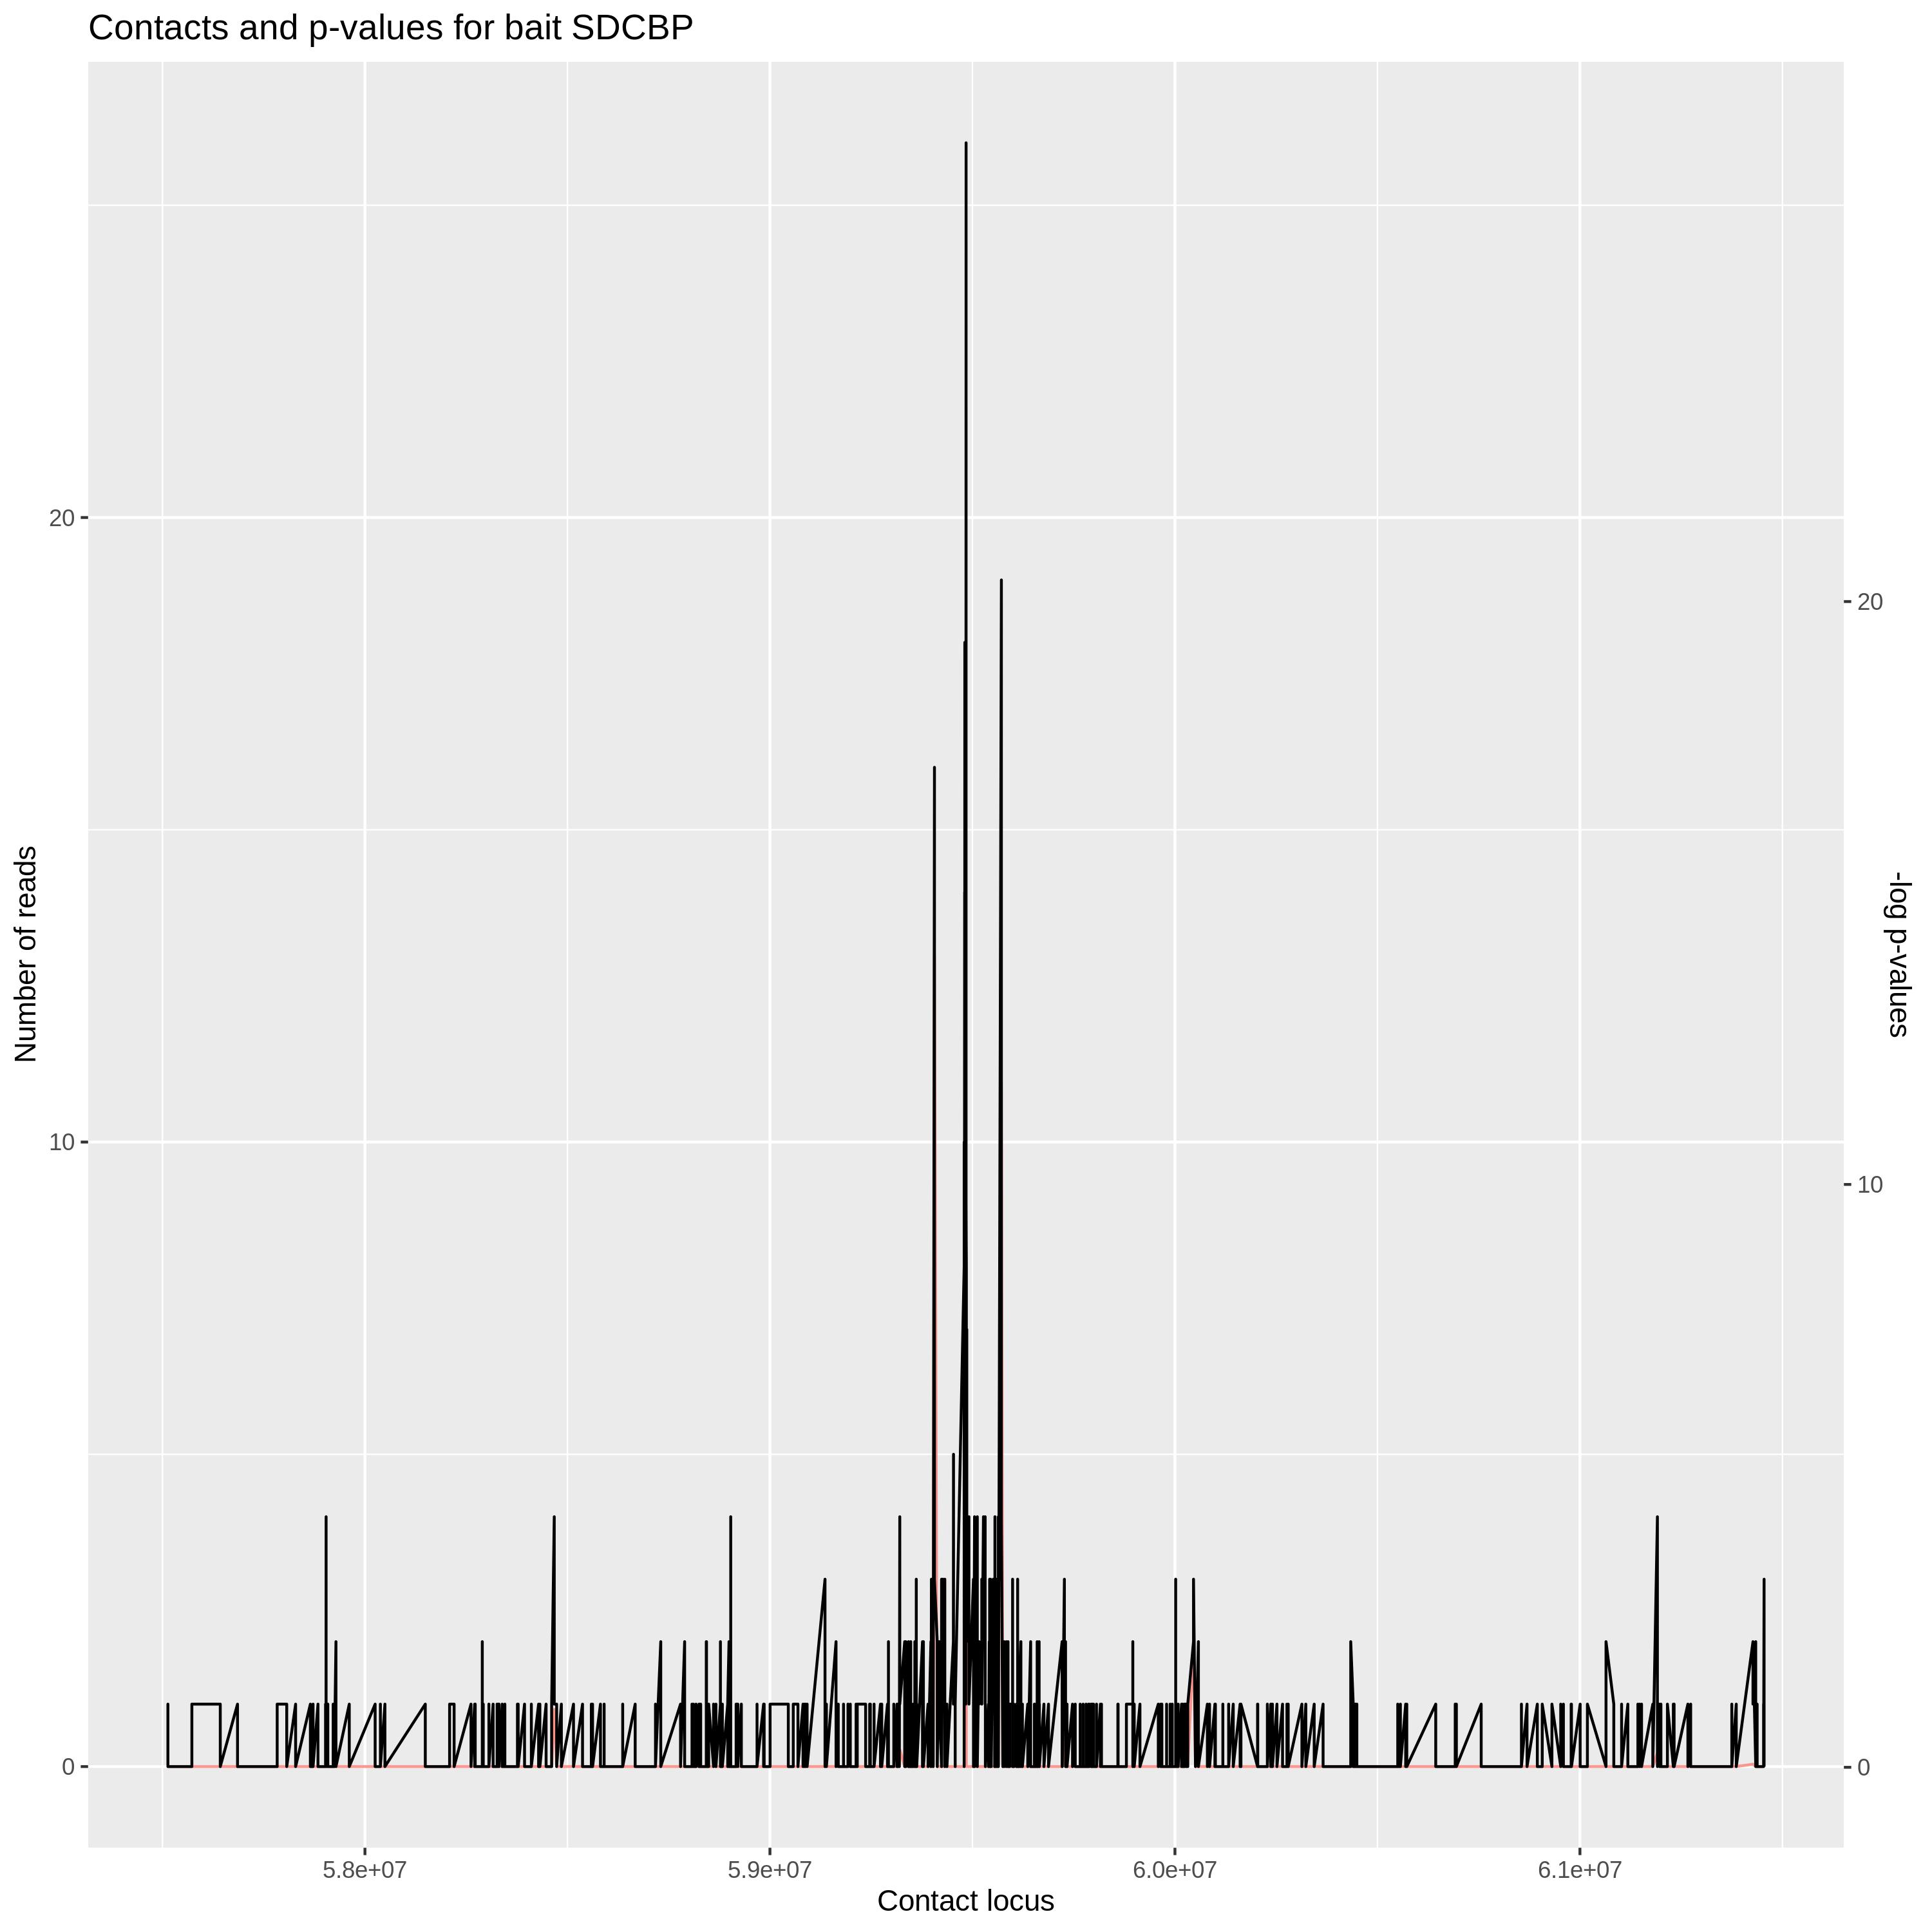 Contacts and p-values for bait SDCBP
Number of reads
20
10
0
20
10
0
-log p-values
5.8e+07
5.9e+07
6.0e+07
6.1e+07
Contact locus